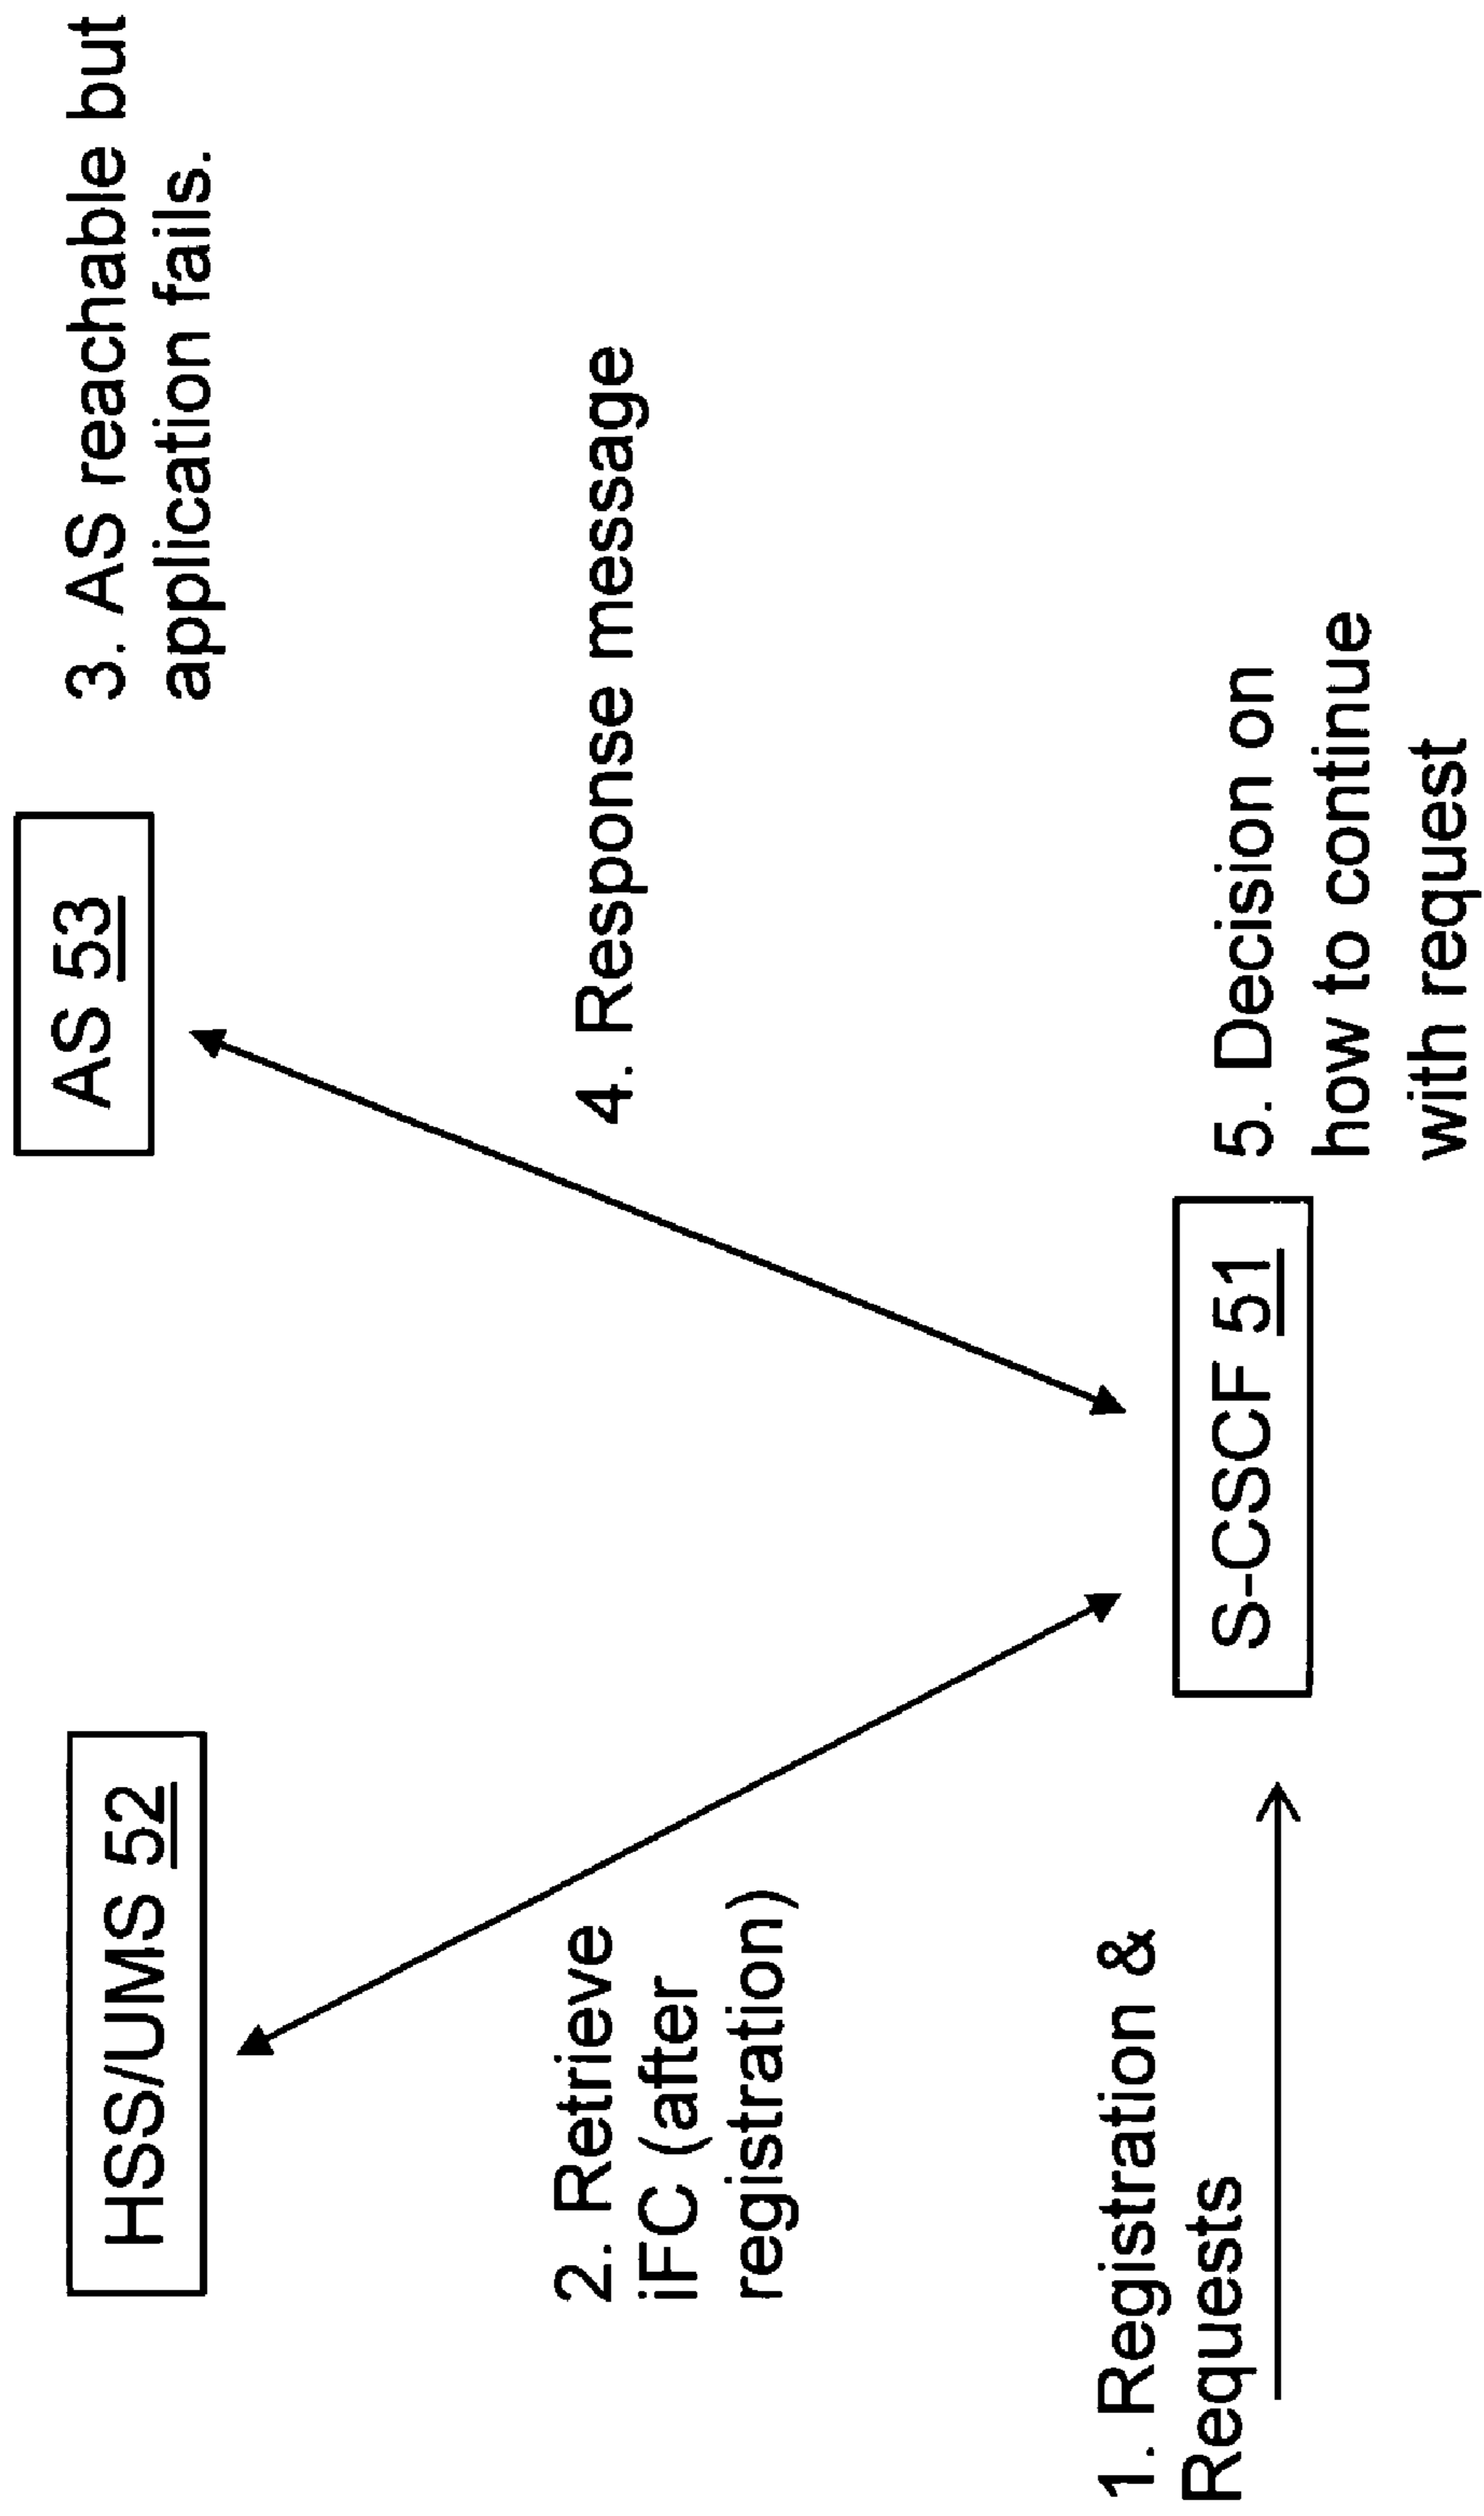 HSS/UMS 52
AS 53
3. AS reachable but
application fails.
2. Retrieve
iFC (after
registration)
4. Response message
1. Registration &
Requests
S-CSCF 51
5. Decision on
how to continue
with request